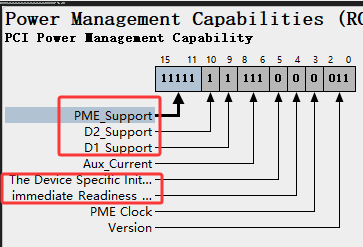 Power Management Capabilities (RO
PCI Power Management Capability
15 11 10 9 8 6 5 4 3 2 0
11111 1 1 111 0 0 0 011
PME_Support
D2_Support
D1_Support
Aux_Current
The Device Specific Init...
immediate Readiness ...
PME Clock
Version